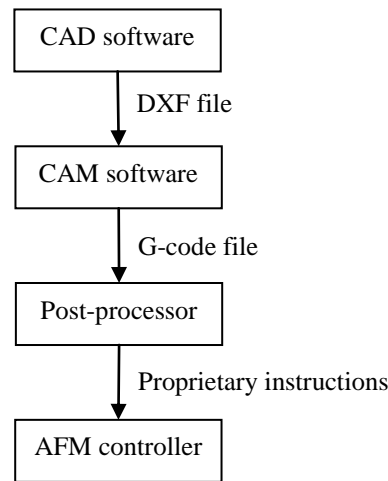 CAD software
DXF file
CAM software
G-code file
Post-processor
Proprietary instructions
AFM controller